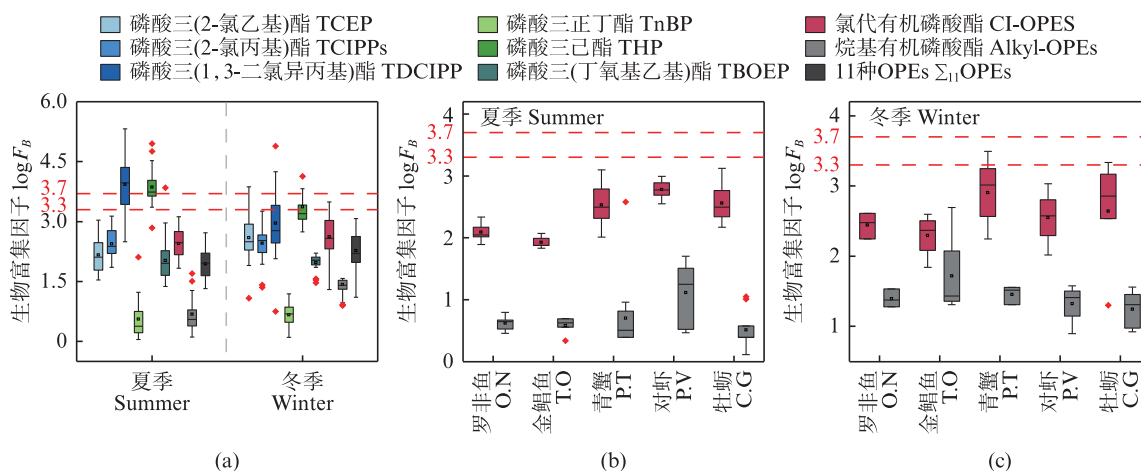 磷酸三(2-氯乙基)酯 TCEP
磷酸三(2-氯丙基)酯 TCIPPs
磷酸三(1,3-二氯异丙基)酯 TDCIPP
磷酸三正丁酯 TnBP
磷酸三己酯 THP
磷酸三(丁氧基乙基)酯 TBOEP
氯代有机磷酸酯 CI-OPES
烷基有机磷酸酯 Alkyl-OPEs
11种OPEs ∑₁₁OPEs
生物富集因子 logF_B
6.0
4.5
3.7
3.3
3.0
1.5
0
夏季
Summer
冬季
Winter
(a)
生物富集因子 logF_B
夏季 Summer
4
3.7
3.3
3
2
1
0
罗非鱼
O.N
金鲳鱼
T.O
青蟹
P.T
对虾
P.V
牡蛎
C.G
(b)
生物富集因子 logF_B
冬季 Winter
4
3.7
3.3
3
2
1
罗非鱼
O.N
金鲳鱼
T.O
青蟹
P.T
对虾
P.V
牡蛎
C.G
(c)